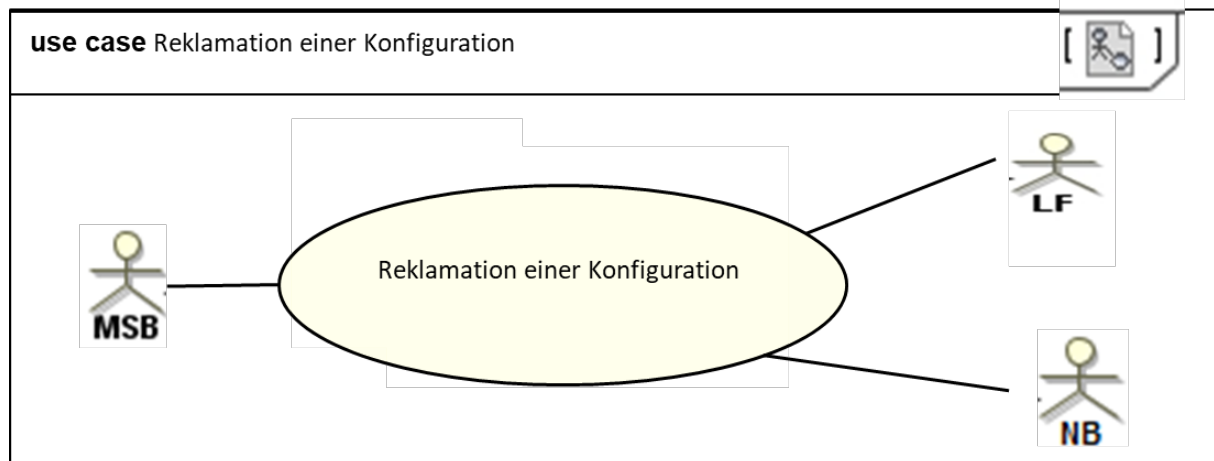 use case Reklamation einer Konfiguration
[ ]
LF
Reklamation einer Konfiguration
MSB
NB